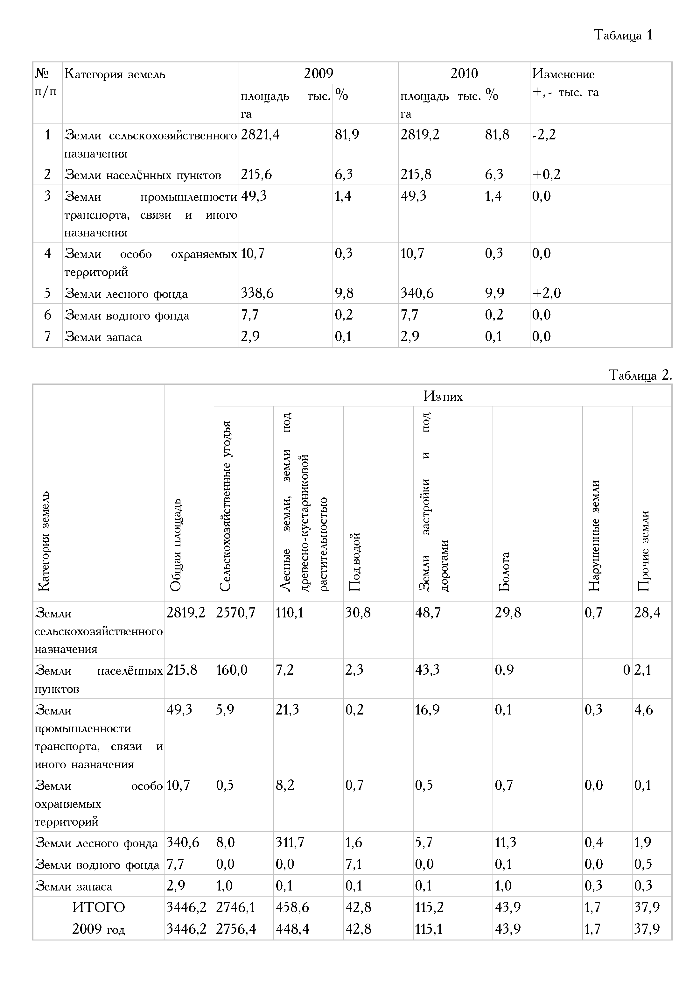 Таблица 1
№ п/п Категория земель 2009 2010 Изменение
+,- тыс. га
площадь тыс. га % площадь тыс. га %
1 Земли сельскохозяйственного 2821,4 81,9 2819,2 81,8 -2,2
назначения
2 Земли населённых пунктов 215,6 6,3 215,8 6,3 +0,2
3 Земли промышленности 49,3 1,4 49,3 1,4 0,0
транспорта, связи и иного
назначения
4 Земли особо охраняемых 10,7 0,3 10,7 0,3 0,0
территорий
5 Земли лесного фонда 338,6 9,8 340,6 9,9 +2,0
6 Земли водного фонда 7,7 0,2 7,7 0,2 0,0
7 Земли запаса 2,9 0,1 2,9 0,1 0,0
Таблица 2.
Из них
Категория земель
Общая площадь
Сельскохозяйственные угодья
Лесные земли, земли под
древесно-кустарниковой
растительностью
Под водой
Земли застройки и под
дорогами
Болота
Нарушенные земли
Прочие земли
Земли 2819,2 2570,7 110,1 30,8 48,7 29,8 0,7 28,4
сельскохозяйственного
назначения
Земли населённых 215,8 160,0 7,2 2,3 43,3 0,9 0 2,1
пунктов
Земли 49,3 5,9 21,3 0,2 16,9 0,1 0,3 4,6
промышленности
транспорта, связи и
иного назначения
Земли особо 10,7 0,5 8,2 0,7 0,5 0,7 0,0 0,1
охраняемых
территорий
Земли лесного фонда 340,6 8,0 311,7 1,6 5,7 11,3 0,4 1,9
Земли водного фонда 7,7 0,0 0,0 7,1 0,0 0,1 0,0 0,5
Земли запаса 2,9 1,0 0,1 0,1 0,1 1,0 0,3 0,3
ИТОГО 3446,2 2746,1 458,6 42,8 115,2 43,9 1,7 37,9
2009 год 3446,2 2756,4 448,4 42,8 115,1 43,9 1,7 37,9